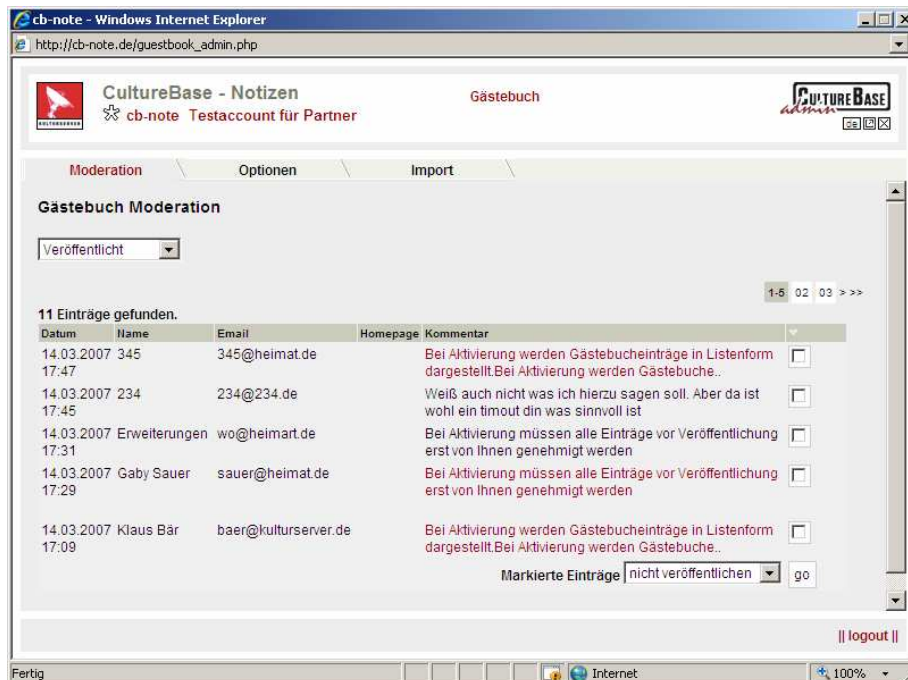 cb-note - Windows Internet Explorer
http://cb-note.de/guestbook_admin.php
KULTURSERVER
CultureBase - Notizen
cb-note Testaccount für Partner
Gästebuch
CULTUREBASE
admin
de
Moderation Optionen Import
Gästebuch Moderation
Veröffentlicht
1-5 02 03 > >>
11 Einträge gefunden.
Datum Name Email Homepage Kommentar
14.03.2007 345 345@heimat.de Bei Aktivierung werden Gästebucheinträge in Listenform
17:47 dargestellt.Bei Aktivierung werden Gästebuche..
14.03.2007 234 234@234.de Weiß auch nicht was ich hierzu sagen soll. Aber da ist
17:45 wohl ein timout din was sinnvoll ist
14.03.2007 Erweiterungen wo@heimart.de Bei Aktivierung müssen alle Einträge vor Veröffentlichung
17:31 erst von Ihnen genehmigt werden
14.03.2007 Gaby Sauer sauer@heimat.de Bei Aktivierung müssen alle Einträge vor Veröffentlichung
17:29 erst von Ihnen genehmigt werden
14.03.2007 Klaus Bär baer@kulturserver.de Bei Aktivierung werden Gästebucheinträge in Listenform
17:09 dargestellt.Bei Aktivierung werden Gästebuche..
Markierte Einträge nicht veröffentlichen go
|| logout ||
Fertig Internet 100%